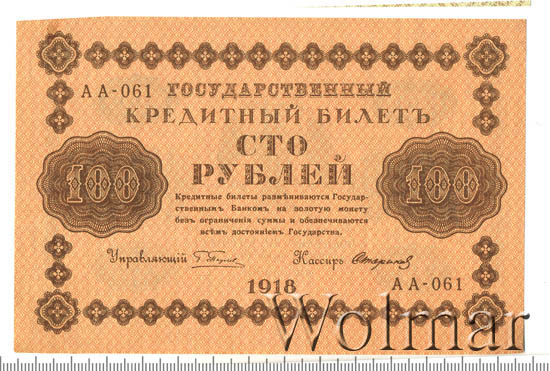 АА-061
ГОСУДАРСТВЕННЫЙ
КРЕДИТНЫЙ БИЛЕТЪ
СТО
РУБЛЕЙ
100
100
Кредитные билеты размѣниваются Государ-
ственнымъ Банкомъ на золотую монету
безъ ограниченія суммы и обезпечиваются
всѣмъ достояніемъ Государства.
Управляющій
Кассиръ
1918
АА-061
Wolmar